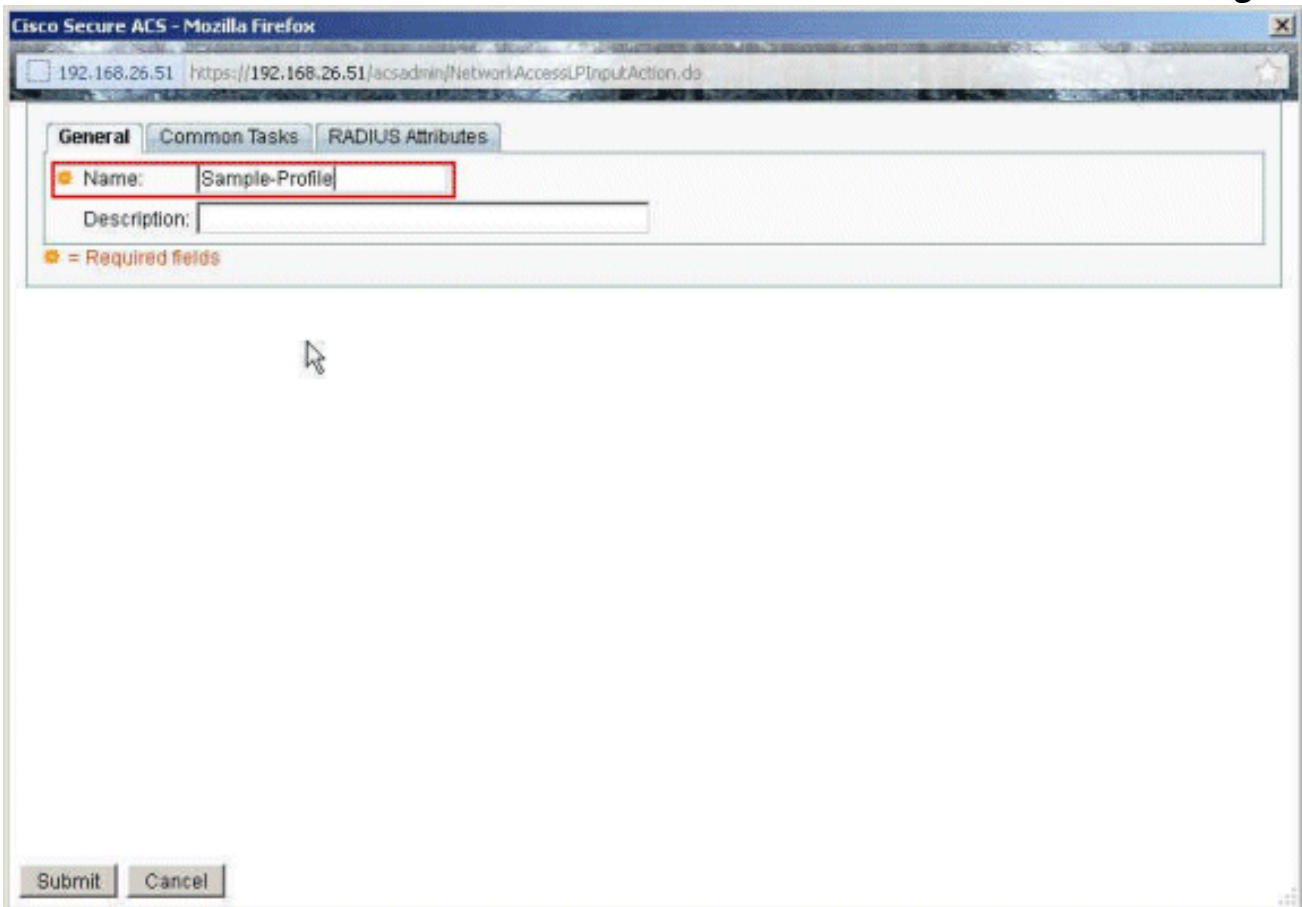 Cisco Secure ACS - Mozilla Firefox
192.168.26.51 https://192.168.26.51/acsadmin/NetworkAccessLPInputAction.do
General Common Tasks RADIUS Attributes
Name: Sample-Profile
Description:
= Required fields
Submit Cancel